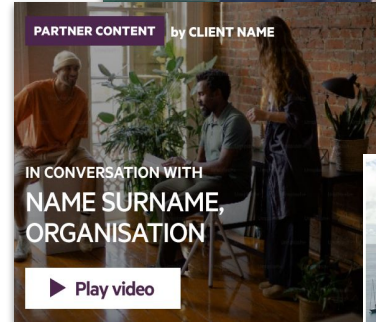 PARTNER CONTENT by CLIENT NAME
IN CONVERSATION WITH
NAME SURNAME,
ORGANISATION
Play video